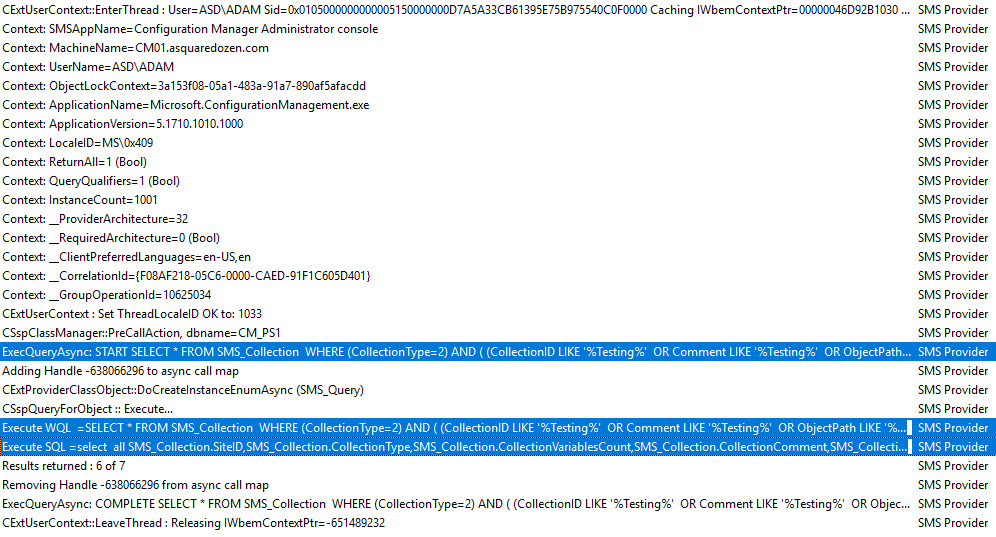 CExtUserContext::EnterThread : User=ASD\ADAM Sid=0x0105000000000005150000000D7A5A33CB61395E75B975540C0F0000 Caching IWbemContextPtr=00000046D92B1030 ... SMS Provider
Context: SMSAppName=Configuration Manager Administrator console SMS Provider
Context: MachineName=CM01.asquaredozen.com SMS Provider
Context: UserName=ASD\ADAM SMS Provider
Context: ObjectLockContext=3a153f08-05a1-483a-91a7-890af5afacdd SMS Provider
Context: ApplicationName=Microsoft.ConfigurationManagement.exe SMS Provider
Context: ApplicationVersion=5.1710.1010.1000 SMS Provider
Context: LocaleID=MS\0x409 SMS Provider
Context: ReturnAll=1 (Bool) SMS Provider
Context: QueryQualifiers=1 (Bool) SMS Provider
Context: InstanceCount=1001 SMS Provider
Context: __ProviderArchitecture=32 SMS Provider
Context: __RequiredArchitecture=0 (Bool) SMS Provider
Context: __ClientPreferredLanguages=en-US,en SMS Provider
Context: __CorrelationId={F08AF218-05C6-0000-CAED-91F1C605D401} SMS Provider
Context: __GroupOperationId=10625034 SMS Provider
CExtUserContext : Set ThreadLocaleID OK to: 1033 SMS Provider
CSspClassManager::PreCallAction, dbname=CM_PS1 SMS Provider
ExecQueryAsync: START SELECT * FROM SMS_Collection WHERE (CollectionType=2) AND ( (CollectionID LIKE '%Testing%' OR Comment LIKE '%Testing%' OR ObjectPath... SMS Provider
Adding Handle -638066296 to async call map SMS Provider
CExtProviderClassObject::DoCreateInstanceEnumAsync (SMS_Query) SMS Provider
CSspQueryForObject :: Execute... SMS Provider
Execute WQL =SELECT * FROM SMS_Collection WHERE (CollectionType=2) AND ( (CollectionID LIKE '%Testing%' OR Comment LIKE '%Testing%' OR ObjectPath LIKE '%... SMS Provider
Execute SQL =select all SMS_Collection.SiteID,SMS_Collection.CollectionType,SMS_Collection.CollectionVariablesCount,SMS_Collection.CollectionComment,SMS_Collecti... SMS Provider
Results returned : 6 of 7 SMS Provider
Removing Handle -638066296 from async call map SMS Provider
ExecQueryAsync: COMPLETE SELECT * FROM SMS_Collection WHERE (CollectionType=2) AND ( (CollectionID LIKE '%Testing%' OR Comment LIKE '%Testing%' OR Objec... SMS Provider
CExtUserContext::LeaveThread : Releasing IWbemContextPtr=-651489232 SMS Provider